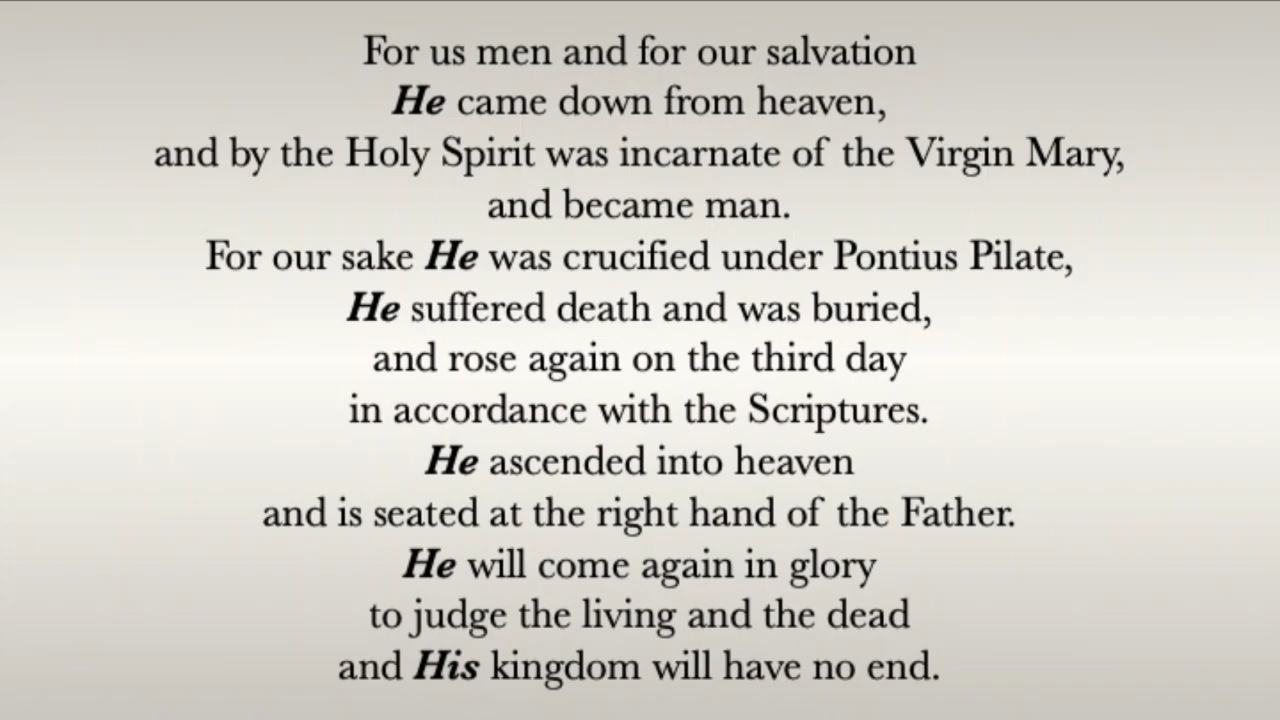 For us men and for our salvation
He came down from heaven,
and by the Holy Spirit was incarnate of the Virgin Mary,
and became man.
For our sake He was crucified under Pontius Pilate,
He suffered death and was buried,
and rose again on the third day
in accordance with the Scriptures.
He ascended into heaven
and is seated at the right hand of the Father.
He will come again in glory
to judge the living and the dead
and His kingdom will have no end.